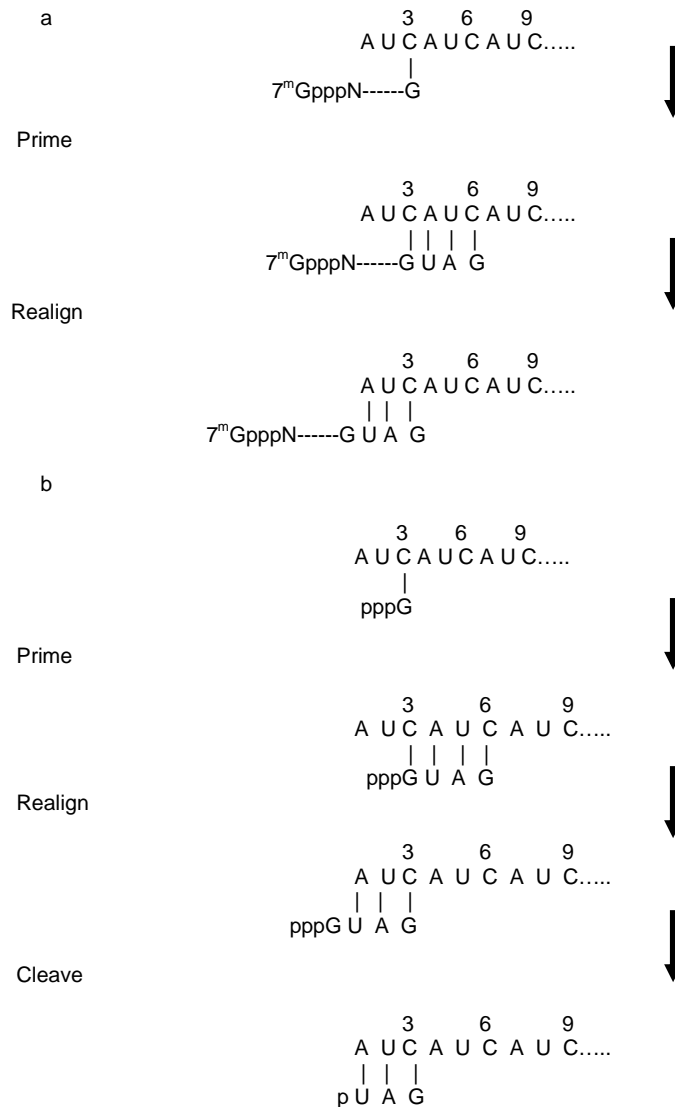 a
3 6 9
A U C A U C A U C…..
|
7ᵐGpppN------G
Prime
3 6 9
A U C A U C A U C…..
| | | |
7ᵐGpppN------G U A G
Realign
3 6 9
A U C A U C A U C…..
| | |
7ᵐGpppN------G U A G
b
3 6 9
A U C A U C A U C…..
|
pppG
Prime
3 6 9
A U C A U C A U C…..
| | | |
pppG U A G
Realign
3 6 9
A U C A U C A U C…..
| | |
pppG U A G
Cleave
3 6 9
A U C A U C A U C…..
| | |
p U A G